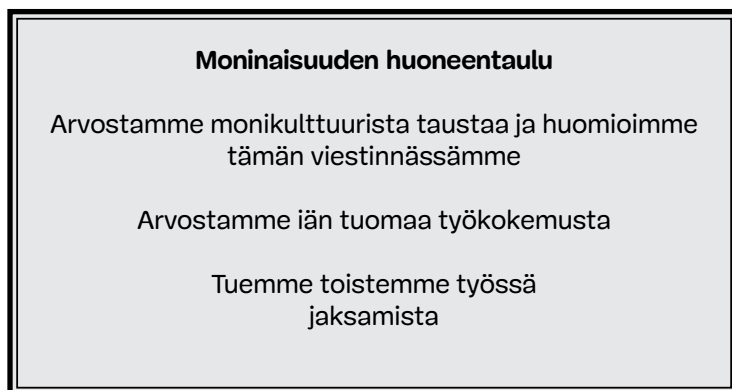 Moninaisuuden huoneentaulu
Arvostamme monikulttuurista taustaa ja huomioimme
tämän viestinnässämme
Arvostamme iän tuomaa työkokemusta
Tuemme toistemme työssä
jaksamista